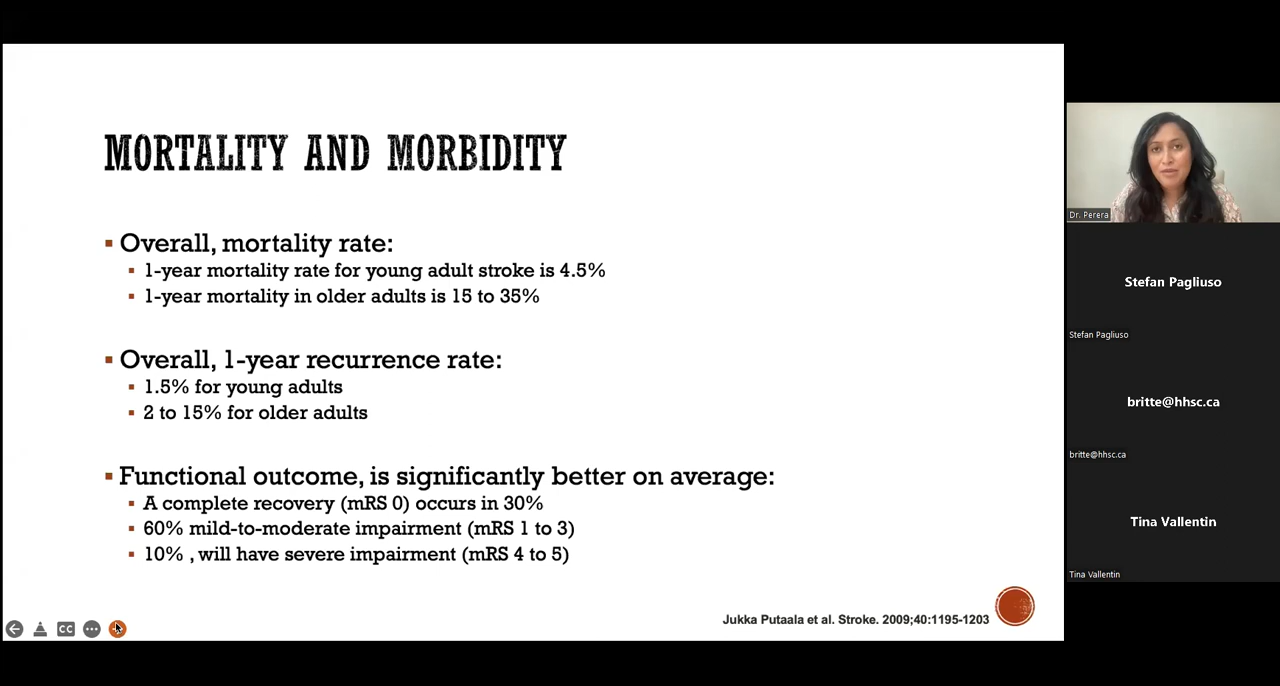 MORTALITY AND MORBIDITY
Overall, mortality rate:
1-year mortality rate for young adult stroke is 4.5%
1-year mortality in older adults is 15 to 35%
Overall, 1-year recurrence rate:
1.5% for young adults
2 to 15% for older adults
Functional outcome, is significantly better on average:
A complete recovery (mRS 0) occurs in 30%
60% mild-to-moderate impairment (mRS 1 to 3)
10% , will have severe impairment (mRS 4 to 5)
Jukka Putaala et al. Stroke. 2009;40:1195-1203
CC
Dr. Perera
Stefan Pagliuso
Stefan Pagliuso
britte@hhsc.ca
britte@hhsc.ca
Tina Vallentin
Tina Vallentin